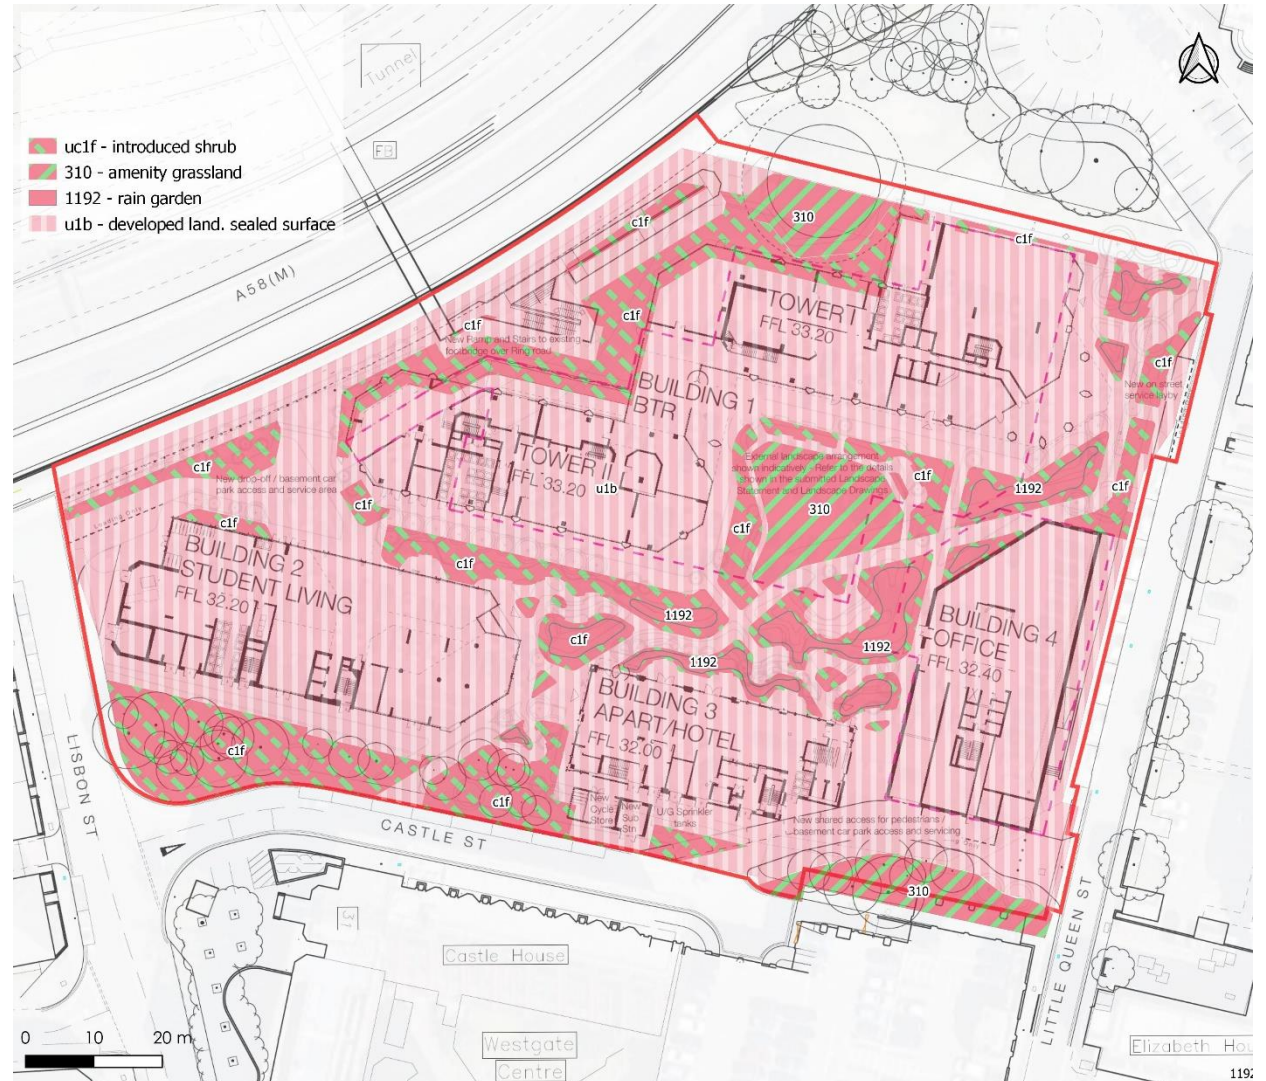 Tunnel
FB
uc1f - introduced shrub
310 - amenity grassland
1192 - rain garden
u1b - developed land. sealed surface
A58(M)
310
c1f
c1f
c1f
TOWER I
FFL 33.20
c1f
New Ramp and Stairs to existing
footbridge over Ring road
c1f
New on street
service layby
BUILDING 1
BTR
External landscape arrangement
shown indicatively - Refer to the details
shown in the submitted Landscape
Statement and Landscape Drawings
TOWER II
FFL 33.20
u1b
c1f
New drop-off / basement car
park access and service area
c1f
c1f
1192
c1f
310
c1f
c1f
BUILDING 2
STUDENT LIVING
FFL 32.20
c1f
1192
c1f
1192
1192
BUILDING 4
OFFICE
FFL 32.40
BUILDING 3
APART/HOTEL
FFL 32.00
LISBON ST
c1f
c1f
New
Cycle
Store
New
Sub
Stn
U/G Sprinkler
tanks
New shared access for pedestrians /
basement car park access and servicing
CASTLE ST
310
Castle House
LITTLE QUEEN ST
Westgate
Centre
Elizabeth Hou
0 10 20 m
1192